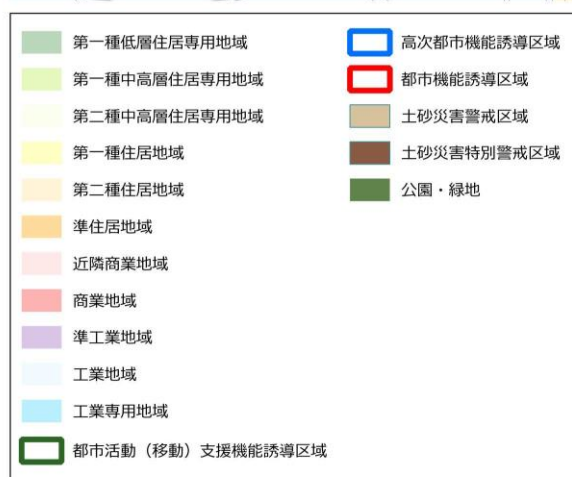 第一種低層住居専用地域
第一種中高層住居専用地域
第二種中高層住居専用地域
第一種住居地域
第二種住居地域
準住居地域
近隣商業地域
商業地域
準工業地域
工業地域
工業専用地域
都市活動（移動）支援機能誘導区域
高次都市機能誘導区域
都市機能誘導区域
土砂災害警戒区域
土砂災害特別警戒区域
公園・緑地